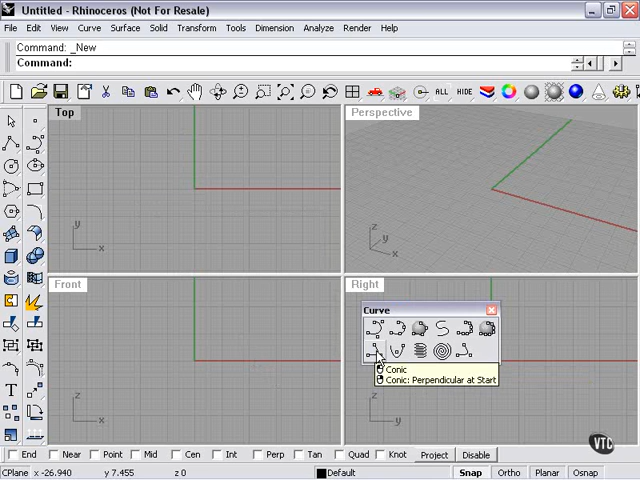 Untitled - Rhinoceros (Not For Resale)
File Edit View Curve Surface Solid Transform Tools Dimension Analyze Render Help
Command: _New
Command:
ALL HIDE
Top
Perspective
y
x
z
y
x
Front
Right
Curve
Conic
Conic: Perpendicular at Start
T
z
x
z
y
VTC
End Near Point Mid Cen Int Perp Tan Quad Knot Project Disable
CPlane x -26.940 y 7.455 z 0 Default Snap Ortho Planar Osnap